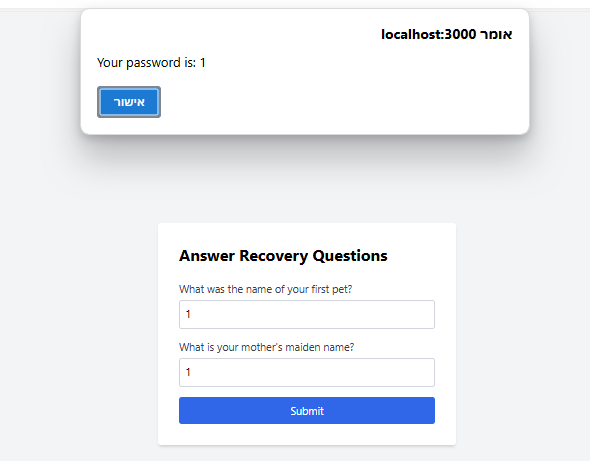 localhost:3000 אומר
Your password is: 1
אישור
Answer Recovery Questions
What was the name of your first pet?
1
What is your mother's maiden name?
1
Submit